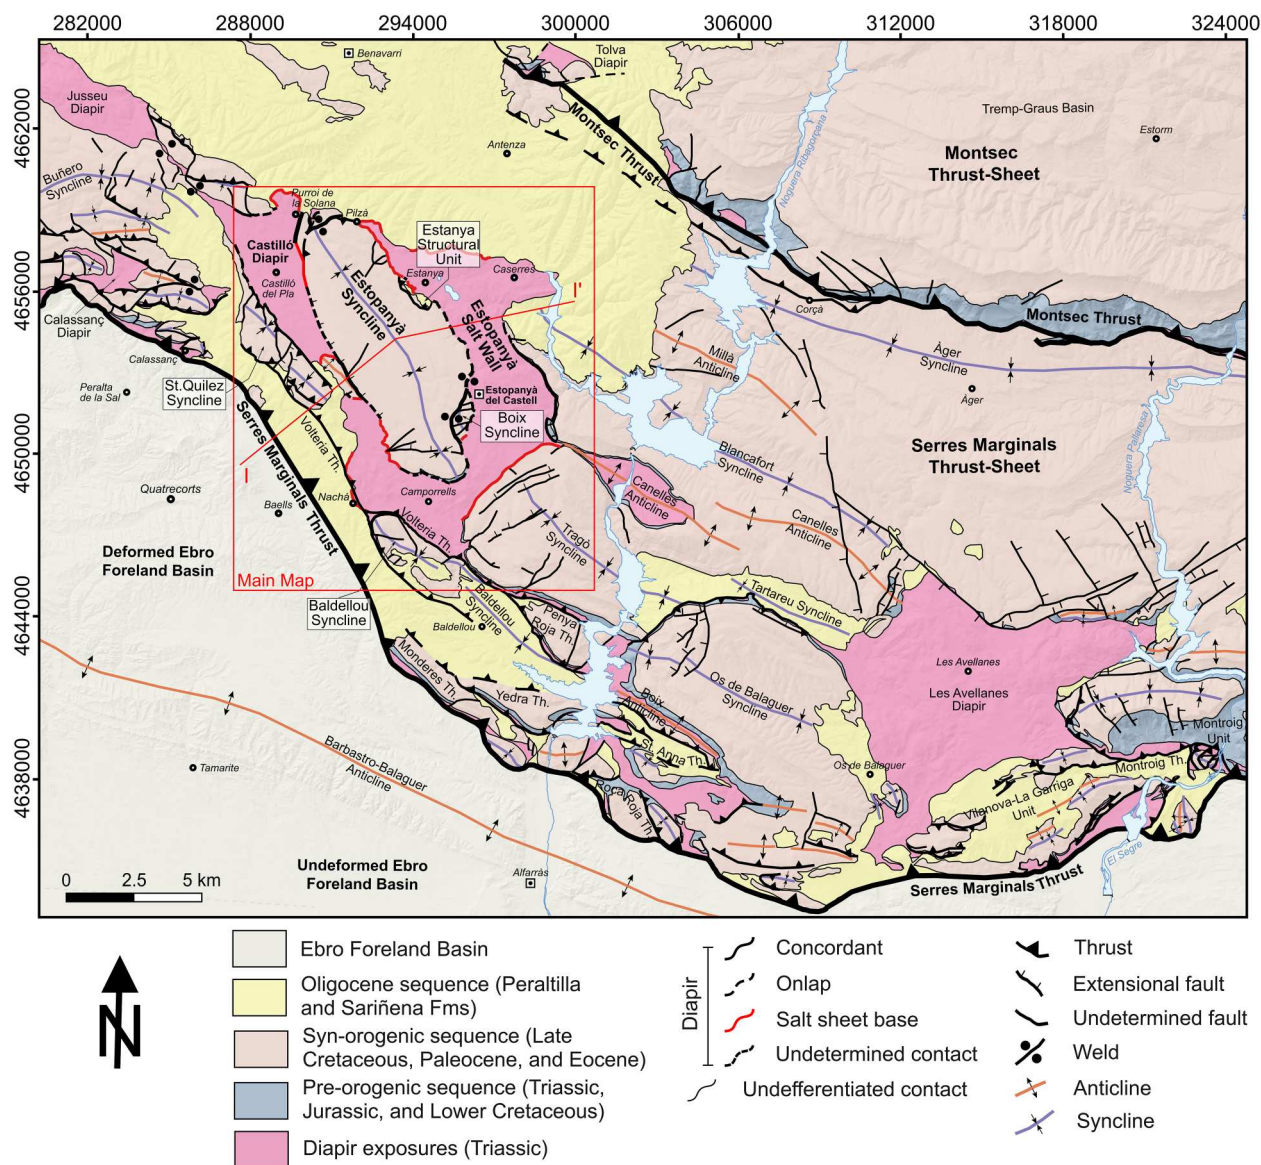 282000
288000
294000
300000
306000
312000
318000
324000
4662000
4656000
4650000
4644000
4638000
Benavarri
Tolva
Diapir
Jusseu
Diapir
Montsec Thrust
Tremp-Graus Basin
Estorm
Antenza
Noguera Ribagorçana
Montsec
Thrust-Sheet
Buñero
Syncline
Purroi de
la Solana
Pilzà
Estanya
Structural
Unit
Castilló
Diapir
Castilló
del Pla
Estanya
Caserres
Estopanyà
Syncline
Estopanyà
Salt Wall
I'
Corçà
Montsec Thrust
Calassanç
Diapir
Calassanç
Millà
Anticline
Àger
Syncline
Àger
Peralta
de la Sal
St.Quilez
Syncline
Estopanyà
del Castell
Boix
Syncline
Serres Marginals Thrust
Volteria Th.
I
Blancafort
Syncline
Serres Marginals
Thrust-Sheet
Noguera Pallaresa
Quatrecorts
Baells
Nachá
Camporrells
Volteria Th.
Canelles
Anticline
Canelles
Anticline
Tragó
Syncline
Deformed Ebro
Foreland Basin
Main Map
Baldellou
Syncline
Baldellou
Baldellou
Syncline
Penya
Roja Th.
Tartareu Syncline
Monderes Th.
Yedra Th.
Boix
Anticline
Os de Balaguer
Syncline
Les Avellanes
Les Avellanes
Diapir
Montroig
Unit
Barbastro-Balaguer
Anticline
Tamarite
St. Anna Th.
Os de Balaguer
Montroig Th.
Vilanova-La Garriga
Unit
Roca Roja Th.
Undeformed Ebro
Foreland Basin
Alfarràs
El Segre
Serres Marginals Thrust
0 2.5 5 km
N
Ebro Foreland Basin
Oligocene sequence (Peraltilla
and Sariñena Fms)
Syn-orogenic sequence (Late
Cretaceous, Paleocene, and Eocene)
Pre-orogenic sequence (Triassic,
Jurassic, and Lower Cretaceous)
Diapir exposures (Triassic)
Diapir
Concordant
Onlap
Salt sheet base
Undetermined contact
Undefferentiated contact
Thrust
Extensional fault
Undetermined fault
Weld
Anticline
Syncline